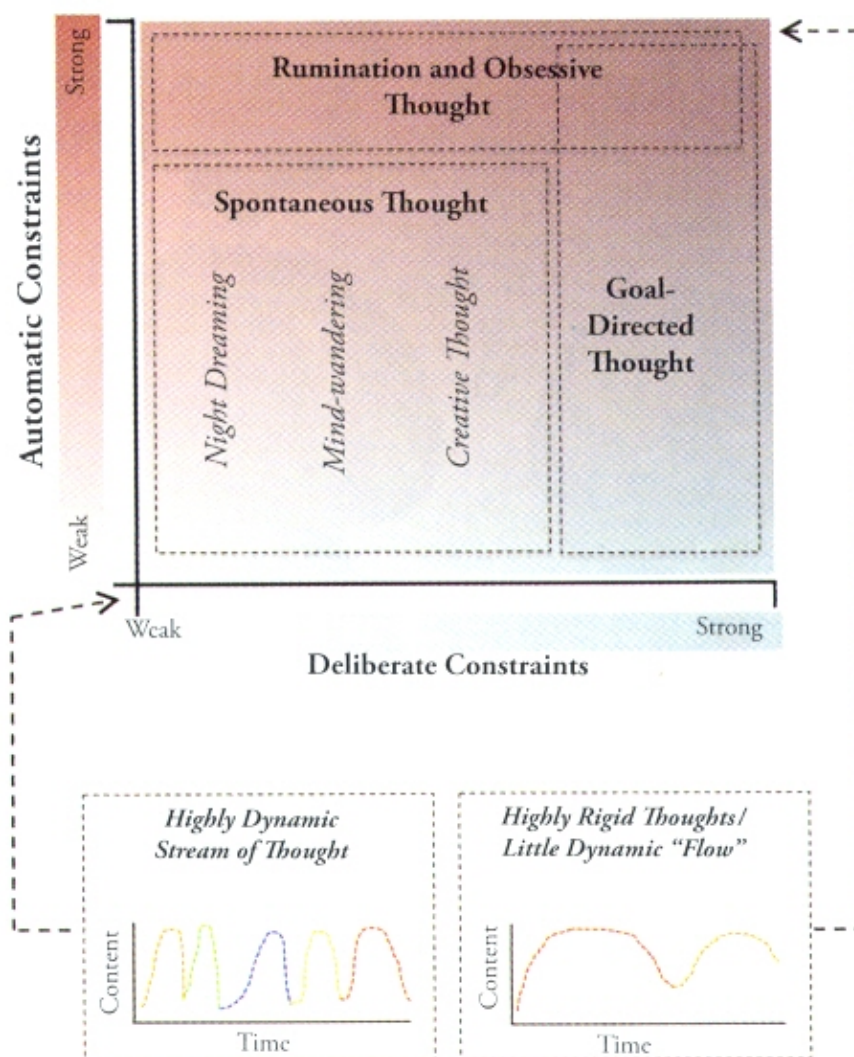 Strong
Automatic Constraints
Weak
Rumination and Obsessive
Thought
Spontaneous Thought
Night Dreaming
Mind-wandering
Creative Thought
Goal-
Directed
Thought
Weak
Strong
Deliberate Constraints
Highly Dynamic
Stream of Thought
Content
Time
Highly Rigid Thoughts/
Little Dynamic “Flow”
Content
Time